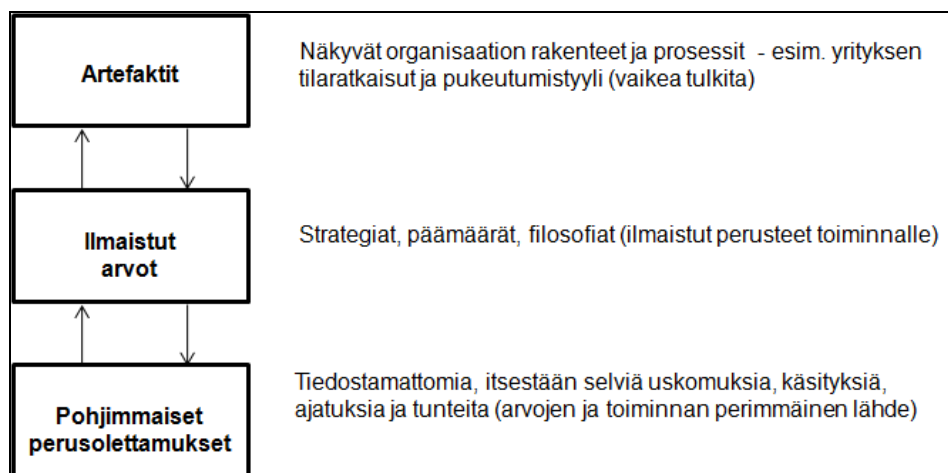 Artefaktit
Näkyvät organisaation rakenteet ja prosessit - esim. yrityksen
tilaratkaisut ja pukeutumistyyli (vaikea tulkita)
Ilmaistut
arvot
Strategiat, päämäärät, filosofiat (ilmaistut perusteet toiminnalle)
Pohjimmaiset
perusolettamukset
Tiedostamattomia, itsestään selviä uskomuksia, käsityksiä,
ajatuksia ja tunteita (arvojen ja toiminnan perimmäinen lähde)